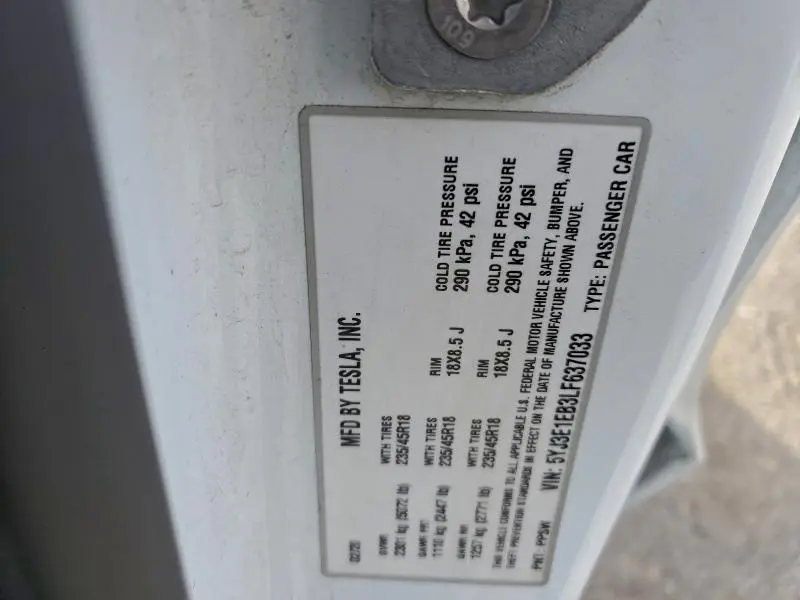 10.9
MFD BY TESLA, INC.
02/20
GVWR
2301 kg (5072 lb)
WITH TIRES
235/45R18
GAWR FRT
1110 kg (2447 lb)
WITH TIRES
235/45R18
RIM
18X8.5 J
COLD TIRE PRESSURE
290 kPa, 42 psi
GAWR RR
1257 kg (2771 lb)
WITH TIRES
235/45R18
RIM
18X8.5 J
COLD TIRE PRESSURE
290 kPa, 42 psi
THIS VEHICLE CONFORMS TO ALL APPLICABLE U.S. FEDERAL MOTOR VEHICLE SAFETY, BUMPER, AND
THEFT PREVENTION STANDARDS IN EFFECT ON THE DATE OF MANUFACTURE SHOWN ABOVE.
PNT: PPSW VIN: 5YJ3E1EB3LF637033 TYPE: PASSENGER CAR